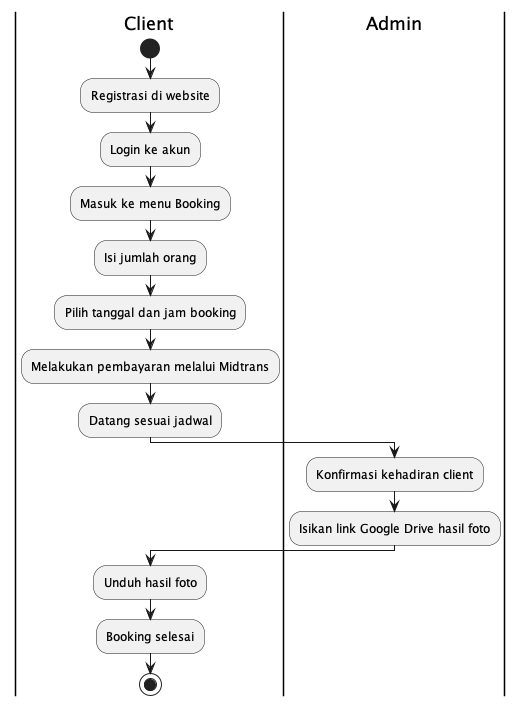 Client
Admin
Registrasi di website
Login ke akun
Masuk ke menu Booking
Isi jumlah orang
Pilih tanggal dan jam booking
Melakukan pembayaran melalui Midtrans
Datang sesuai jadwal
Konfirmasi kehadiran client
Isikan link Google Drive hasil foto
Unduh hasil foto
Booking selesai